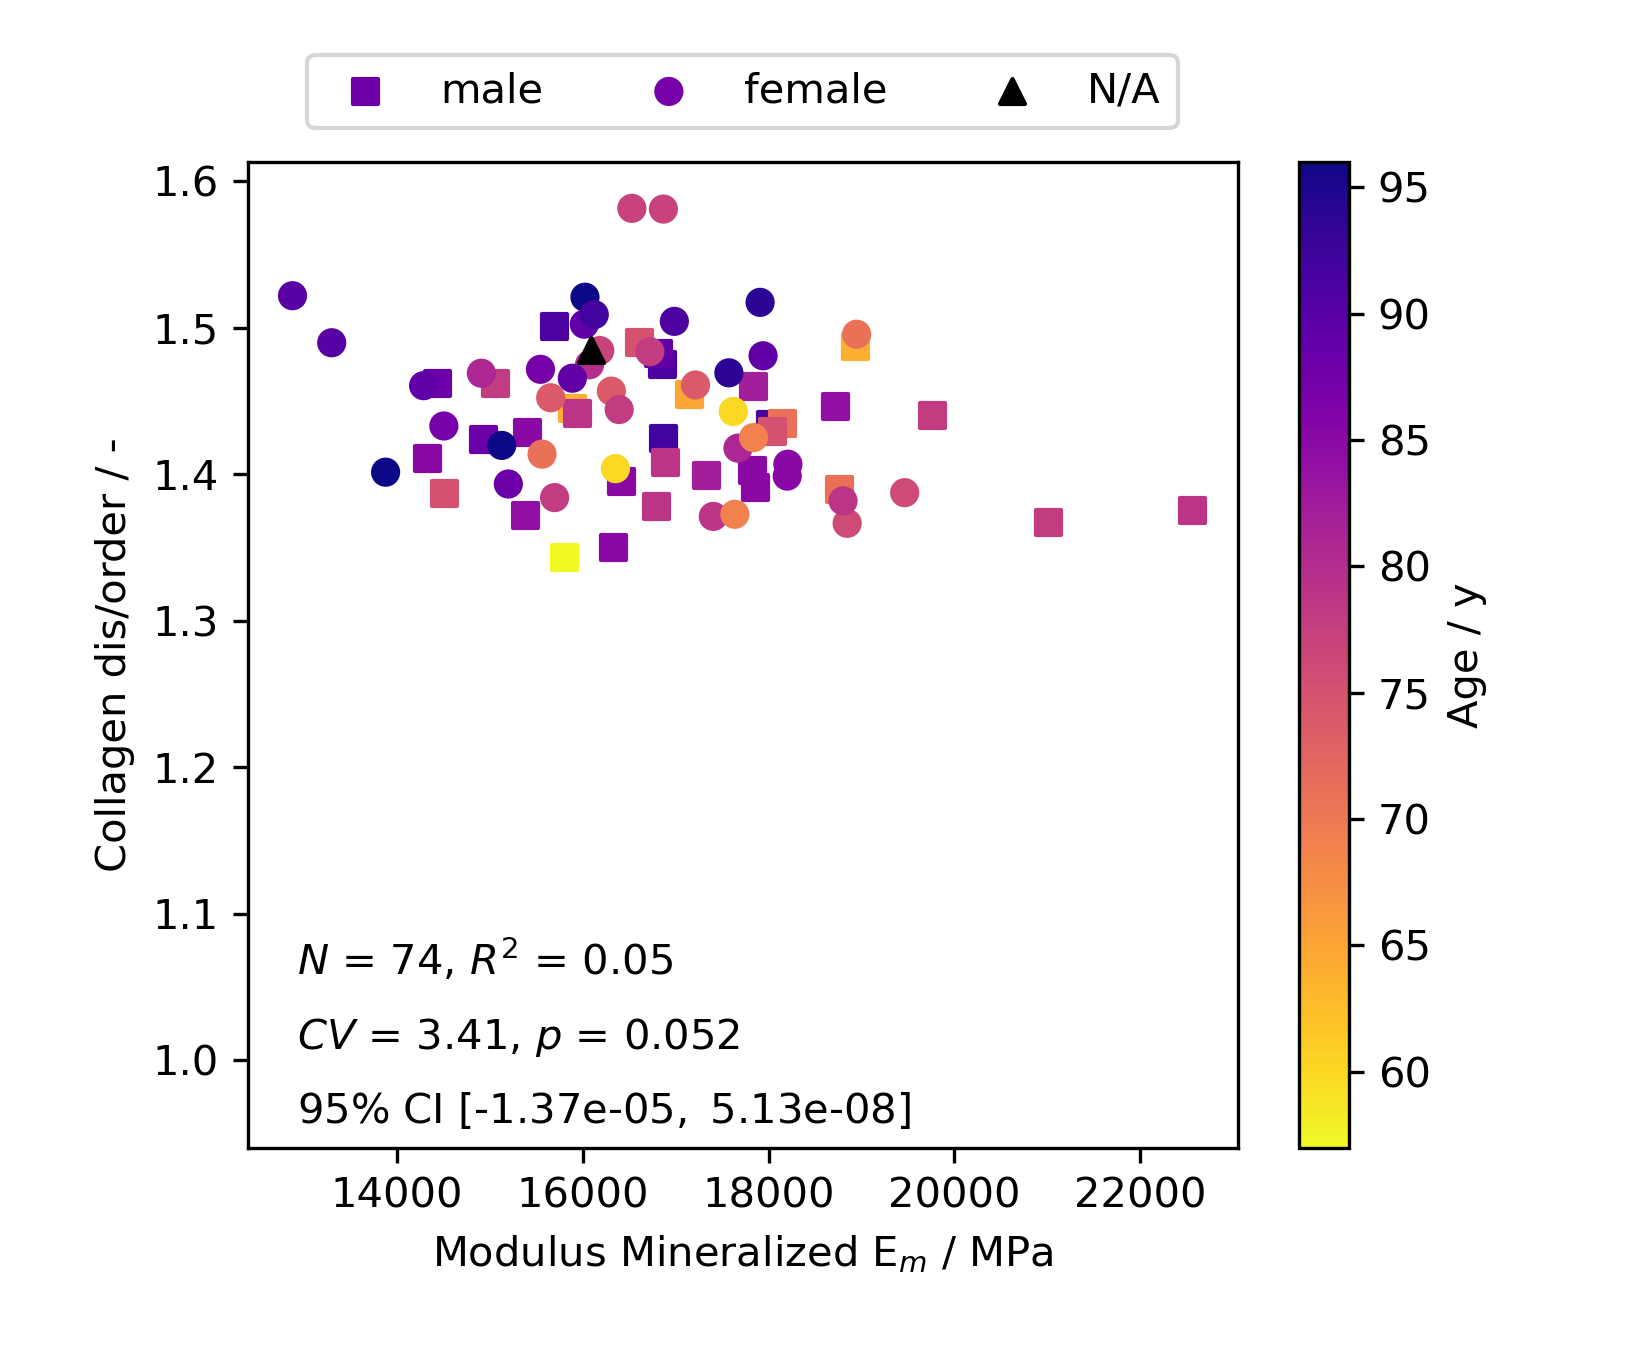 male female N/A
1.6
1.5
1.4
1.3
1.2
1.1
1.0
Collagen dis/order / -
N = 74, R² = 0.05
CV = 3.41, p = 0.052
95% CI [-1.37e-05, 5.13e-08]
14000 16000 18000 20000 22000
Modulus Mineralized Eₘ / MPa
95
90
85
80
75
70
65
60
Age / y